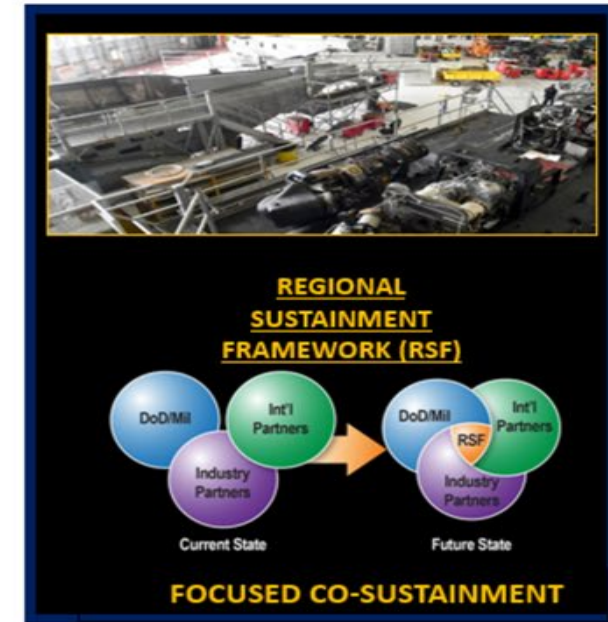 REGIONAL
SUSTAINMENT
FRAMEWORK (RSF)
DoD/Mil
Int'l
Partners
Industry
Partners
Current State
DoD/Mil
Int'l
Partners
RSF
Industry
Partners
Future State
FOCUSED CO-SUSTAINMENT